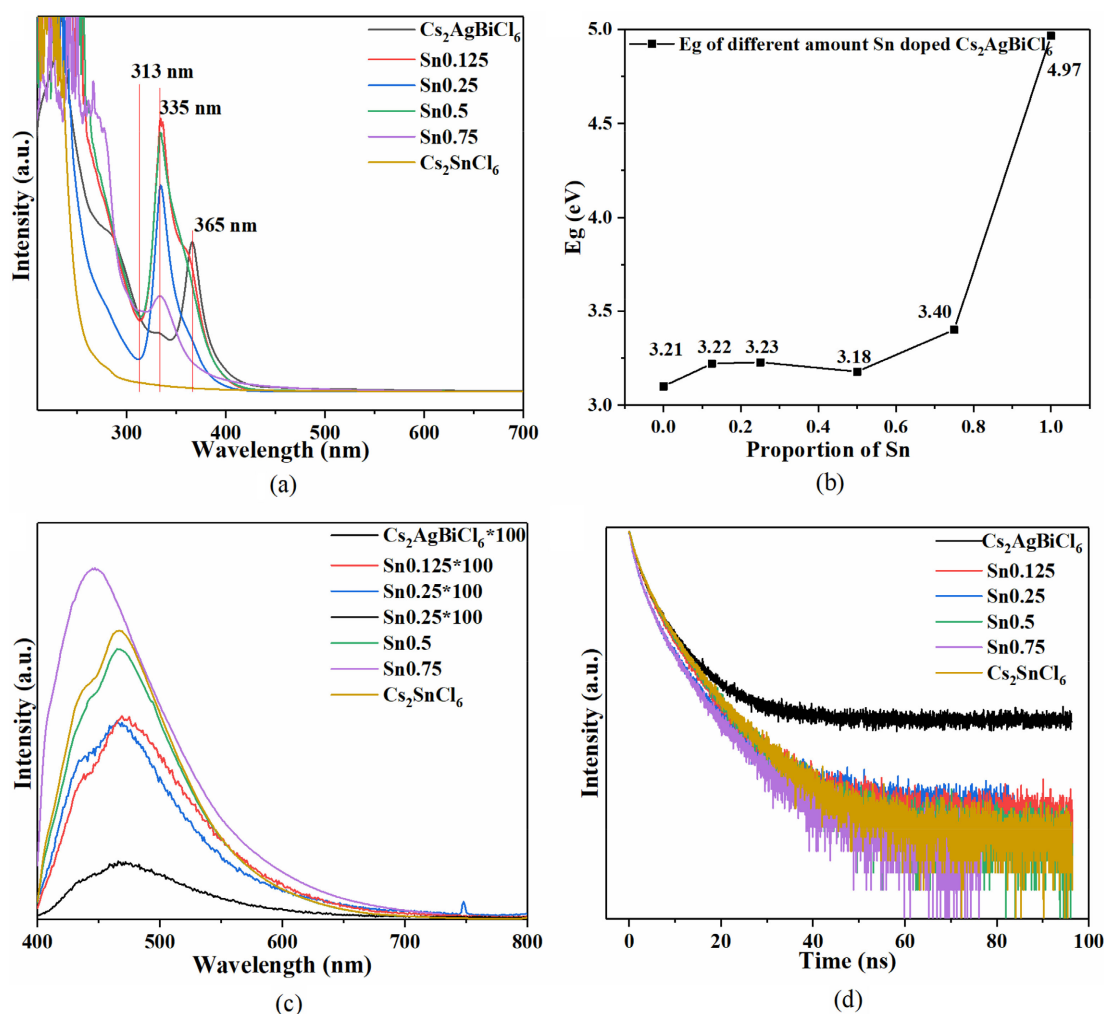 Cs₂AgBiCl₆
Sn0.125
Sn0.25
Sn0.5
Sn0.75
Cs₂SnCl₆
313 nm
335 nm
365 nm
Intensity (a.u.)
300 400 500 600 700
Wavelength (nm)
(a)
Eg of different amount Sn doped Cs₂AgBiCl₆
5.0
4.5
4.0
3.5
3.0
Eg (eV)
3.21
3.22
3.23
3.18
3.40
4.97
0.0 0.2 0.4 0.6 0.8 1.0
Proportion of Sn
(b)
Cs₂AgBiCl₆*100
Sn0.125*100
Sn0.25*100
Sn0.25*100
Sn0.5
Sn0.75
Cs₂SnCl₆
Intensity (a.u.)
400 500 600 700 800
Wavelength (nm)
(c)
Cs₂AgBiCl₆
Sn0.125
Sn0.25
Sn0.5
Sn0.75
Cs₂SnCl₆
Intensity (a.u.)
0 20 40 60 80 100
Time (ns)
(d)